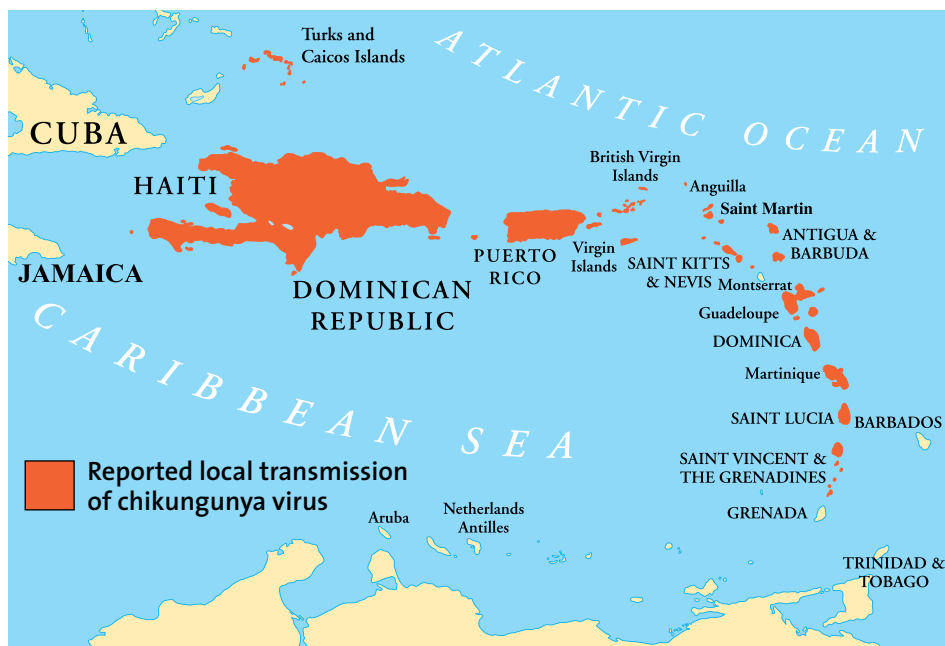 Turks and
Caicos Islands
ATLANTIC OCEAN
CUBA
HAITI
British Virgin
Islands
Anguilla
Saint Martin
ANTIGUA &
BARBUDA
PUERTO
RICO
Virgin
Islands
SAINT KITTS
& NEVIS
JAMAICA
DOMINICAN
REPUBLIC
Montserrat
Guadeloupe
DOMINICA
CARIBBEAN SEA
Martinique
SAINT LUCIA
BARBADOS
SAINT VINCENT &
THE GRENADINES
GRENADA
Reported local transmission
of chikungunya virus
Aruba
Netherlands
Antilles
TRINIDAD &
TOBAGO